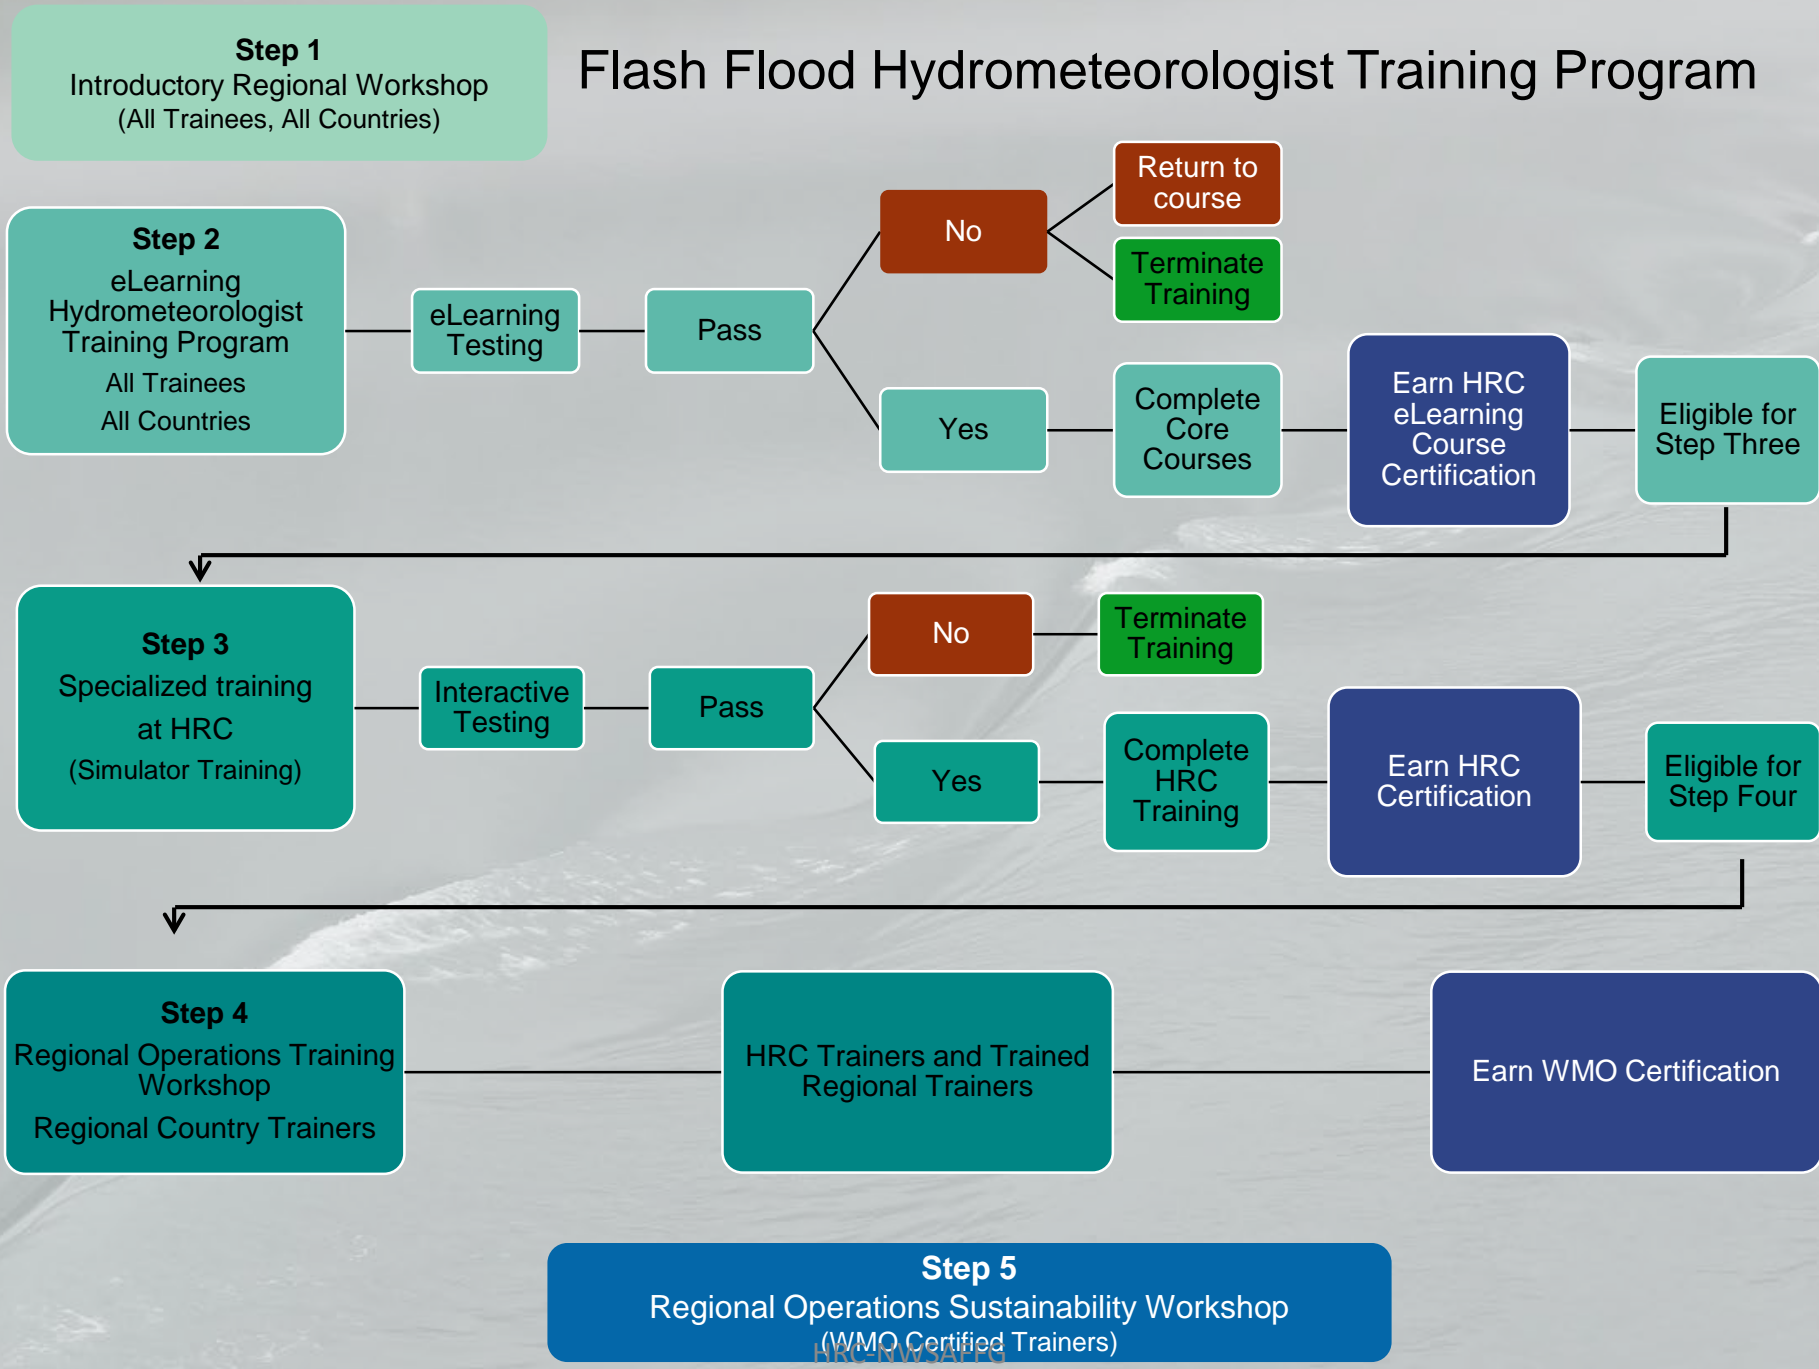 Step 1
Introductory Regional Workshop
(All Trainees, All Countries)
Flash Flood Hydrometeorologist Training Program
Step 2
eLearning
Hydrometeorologist
Training Program
All Trainees
All Countries
eLearning
Testing
Pass
No
Return to
course
Terminate
Training
Yes
Complete
Core
Courses
Earn HRC
eLearning
Course
Certification
Eligible for
Step Three
Step 3
Specialized training
at HRC
(Simulator Training)
Interactive
Testing
Pass
No
Terminate
Training
Yes
Complete
HRC
Training
Earn HRC
Certification
Eligible for
Step Four
Step 4
Regional Operations Training
Workshop
Regional Country Trainers
HRC Trainers and Trained
Regional Trainers
Earn WMO Certification
Step 5
Regional Operations Sustainability Workshop
(WMO Certified Trainers)
HRC-NWSAFFG